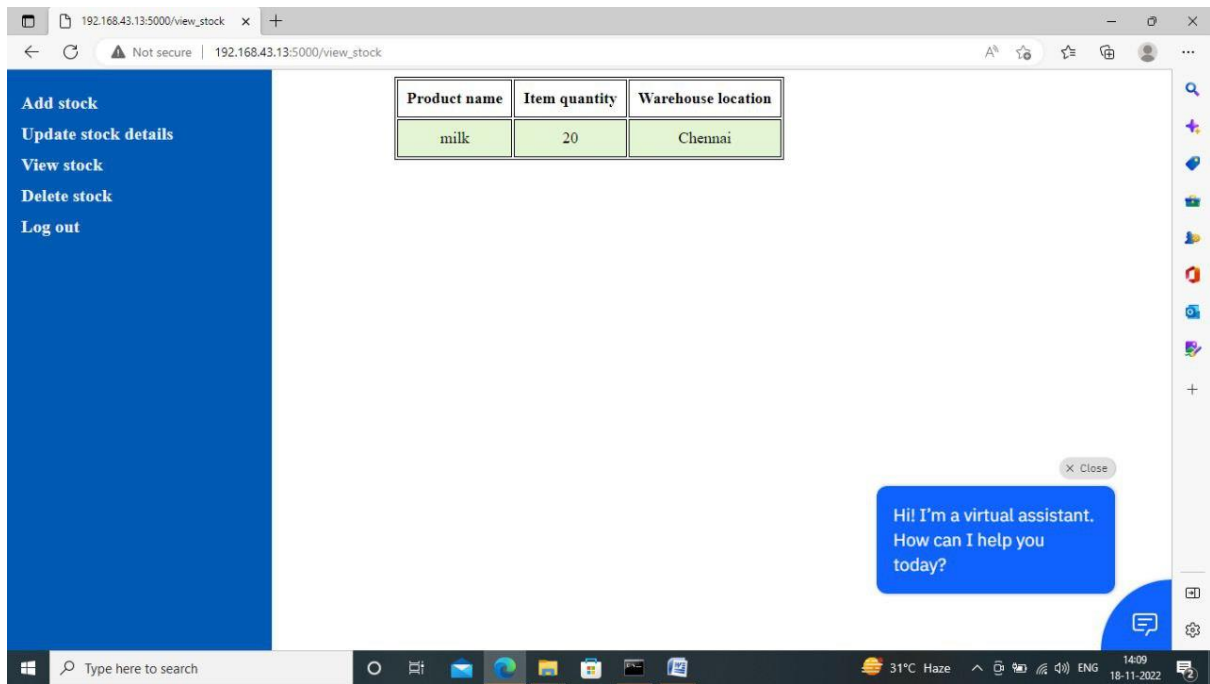 192.168.43.13:5000/view_stock
Not secure | 192.168.43.13:5000/view_stock
Add stock
Update stock details
View stock
Delete stock
Log out
Product name Item quantity Warehouse location
milk 20 Chennai
Close
Hi! I'm a virtual assistant.
How can I help you
today?
Type here to search
31°C Haze
ENG
14:09
18-11-2022
2